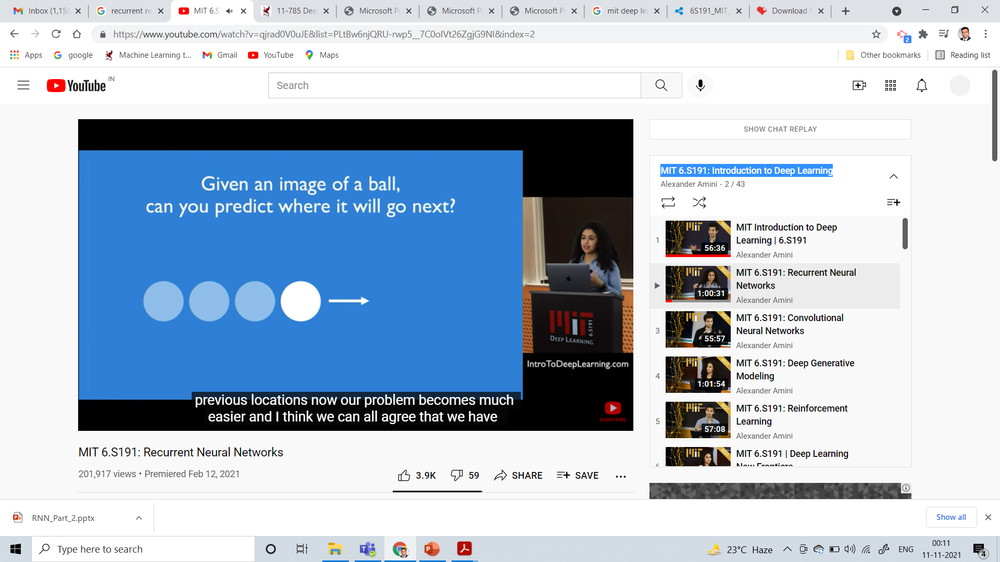 Inbox (1,158
recurrent ne
MIT 6.S
11-785 Dee
Microsoft Po
Microsoft Po
Microsoft Po
mit deep lea
6S191_MIT_
Download f
https://www.youtube.com/watch?v=qjrad0V0uJE&list=PLtBw6njQRU-rwp5__7C0oIVt26ZgjG9NI&index=2
2
Apps google Machine Learning t... Gmail YouTube Maps Other bookmarks Reading list
YouTube IN
Search
Given an image of a ball,
can you predict where it will go next?
MIT 6.S191
DEEP LEARNING
IntroToDeepLearning.com
previous locations now our problem becomes much
easier and I think we can all agree that we have
SUBSCRIBE
MIT 6.S191: Recurrent Neural Networks
201,917 views • Premiered Feb 12, 2021
3.9K 59 SHARE SAVE
SHOW CHAT REPLAY
MIT 6.S191: Introduction to Deep Learning
Alexander Amini - 2 / 43
1
56:36
MIT Introduction to Deep
Learning | 6.S191
Alexander Amini
1:00:31
MIT 6.S191: Recurrent Neural
Networks
Alexander Amini
3
55:57
MIT 6.S191: Convolutional
Neural Networks
Alexander Amini
4
1:01:54
MIT 6.S191: Deep Generative
Modeling
Alexander Amini
5
57:08
MIT 6.S191: Reinforcement
Learning
Alexander Amini
6
MIT 6.S191 | Deep Learning
New Frontiers
RNN_Part_2.pptx
Show all
Type here to search
23°C Haze
ENG
00:11
11-11-2021
4